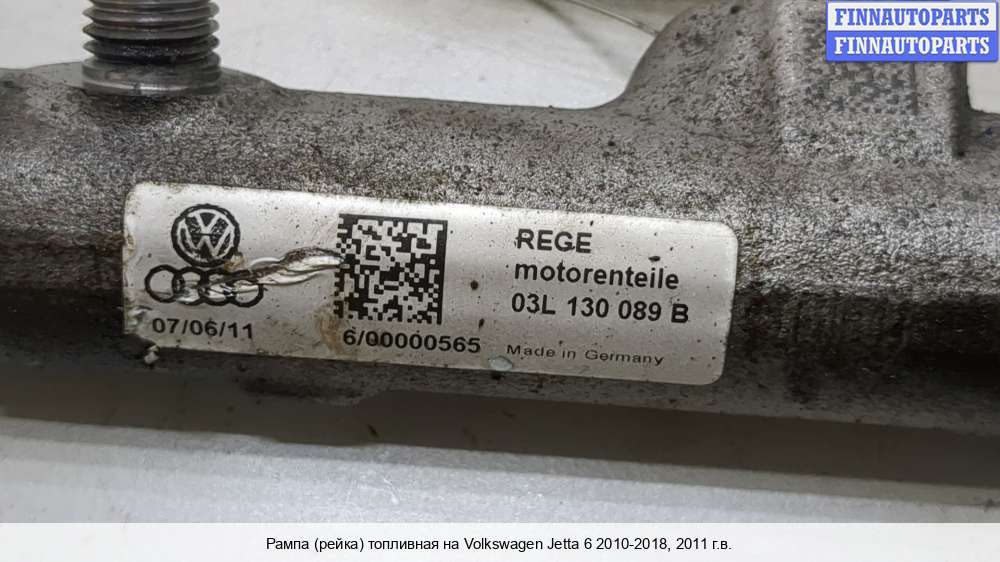 FINNAUTOPARTS
FINNAUTOPARTS
REGE
motorenteile
03L 130 089 B
07/06/11
6/00000565
Made in Germany
Рампа (рейка) топливная на Volkswagen Jetta 6 2010-2018, 2011 г.в.